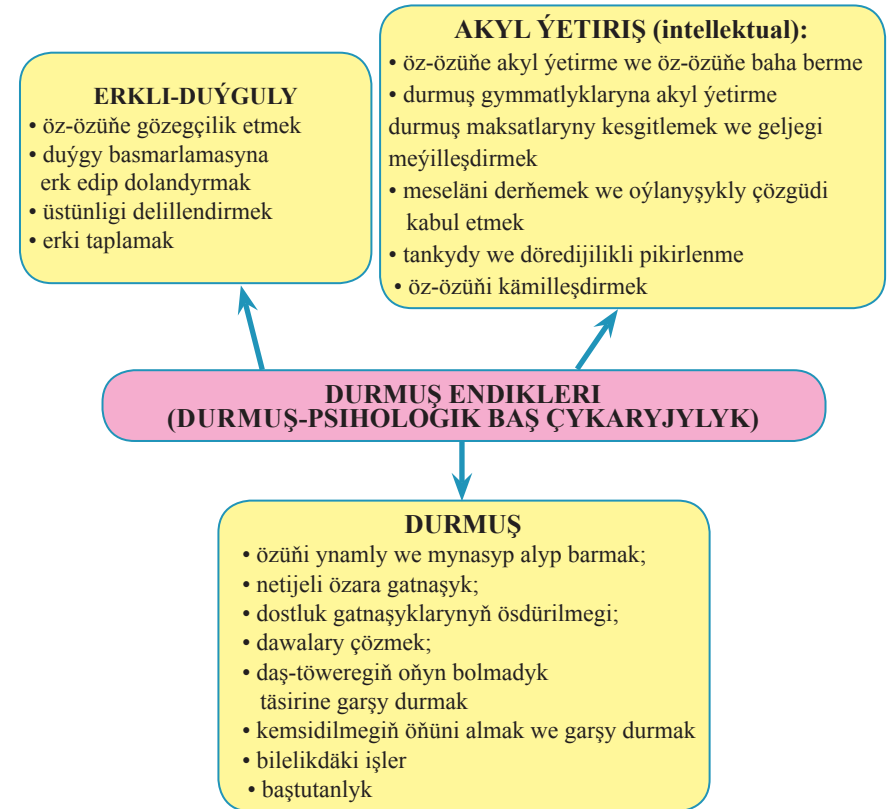 ERKLI-DUÝGULY
• öz-özüňe gözegçilik etmek
• duýgy basmarlamasyna
erk edip dolandyrmak
• üstünligi delillendirmek
• erki taplamak
AKYL ÝETIRIŞ (intellektual):
• öz-özüňe akyl ýetirme we öz-özüňe baha berme
• durmuş gymmatlyklaryna akyl ýetirme
durmuş maksatlaryny kesgitlemek we geljegi
meýilleşdirmek
• meseläni derňemek we oýlanyşykly çözgüdi
kabul etmek
• tankydy we döredijilikli pikirlenme
• öz-özüňi kämilleşdirmek
DURMUŞ ENDIKLERI
(DURMUŞ-PSIHOLOGIK BAŞ ÇYKARYJYLYK)
DURMUŞ
• özüňi ynamly we mynasyp alyp barmak;
• netijeli özara gatnaşyk;
• dostluk gatnaşyklarynyň ösdürilmegi;
• dawalary çözmek;
• daş-töweregiň oňyn bolmadyk
täsirine garşy durmak
• kemsidilmegiň öňüni almak we garşy durmak
• bilelikdäki işler
• baştutanlyk